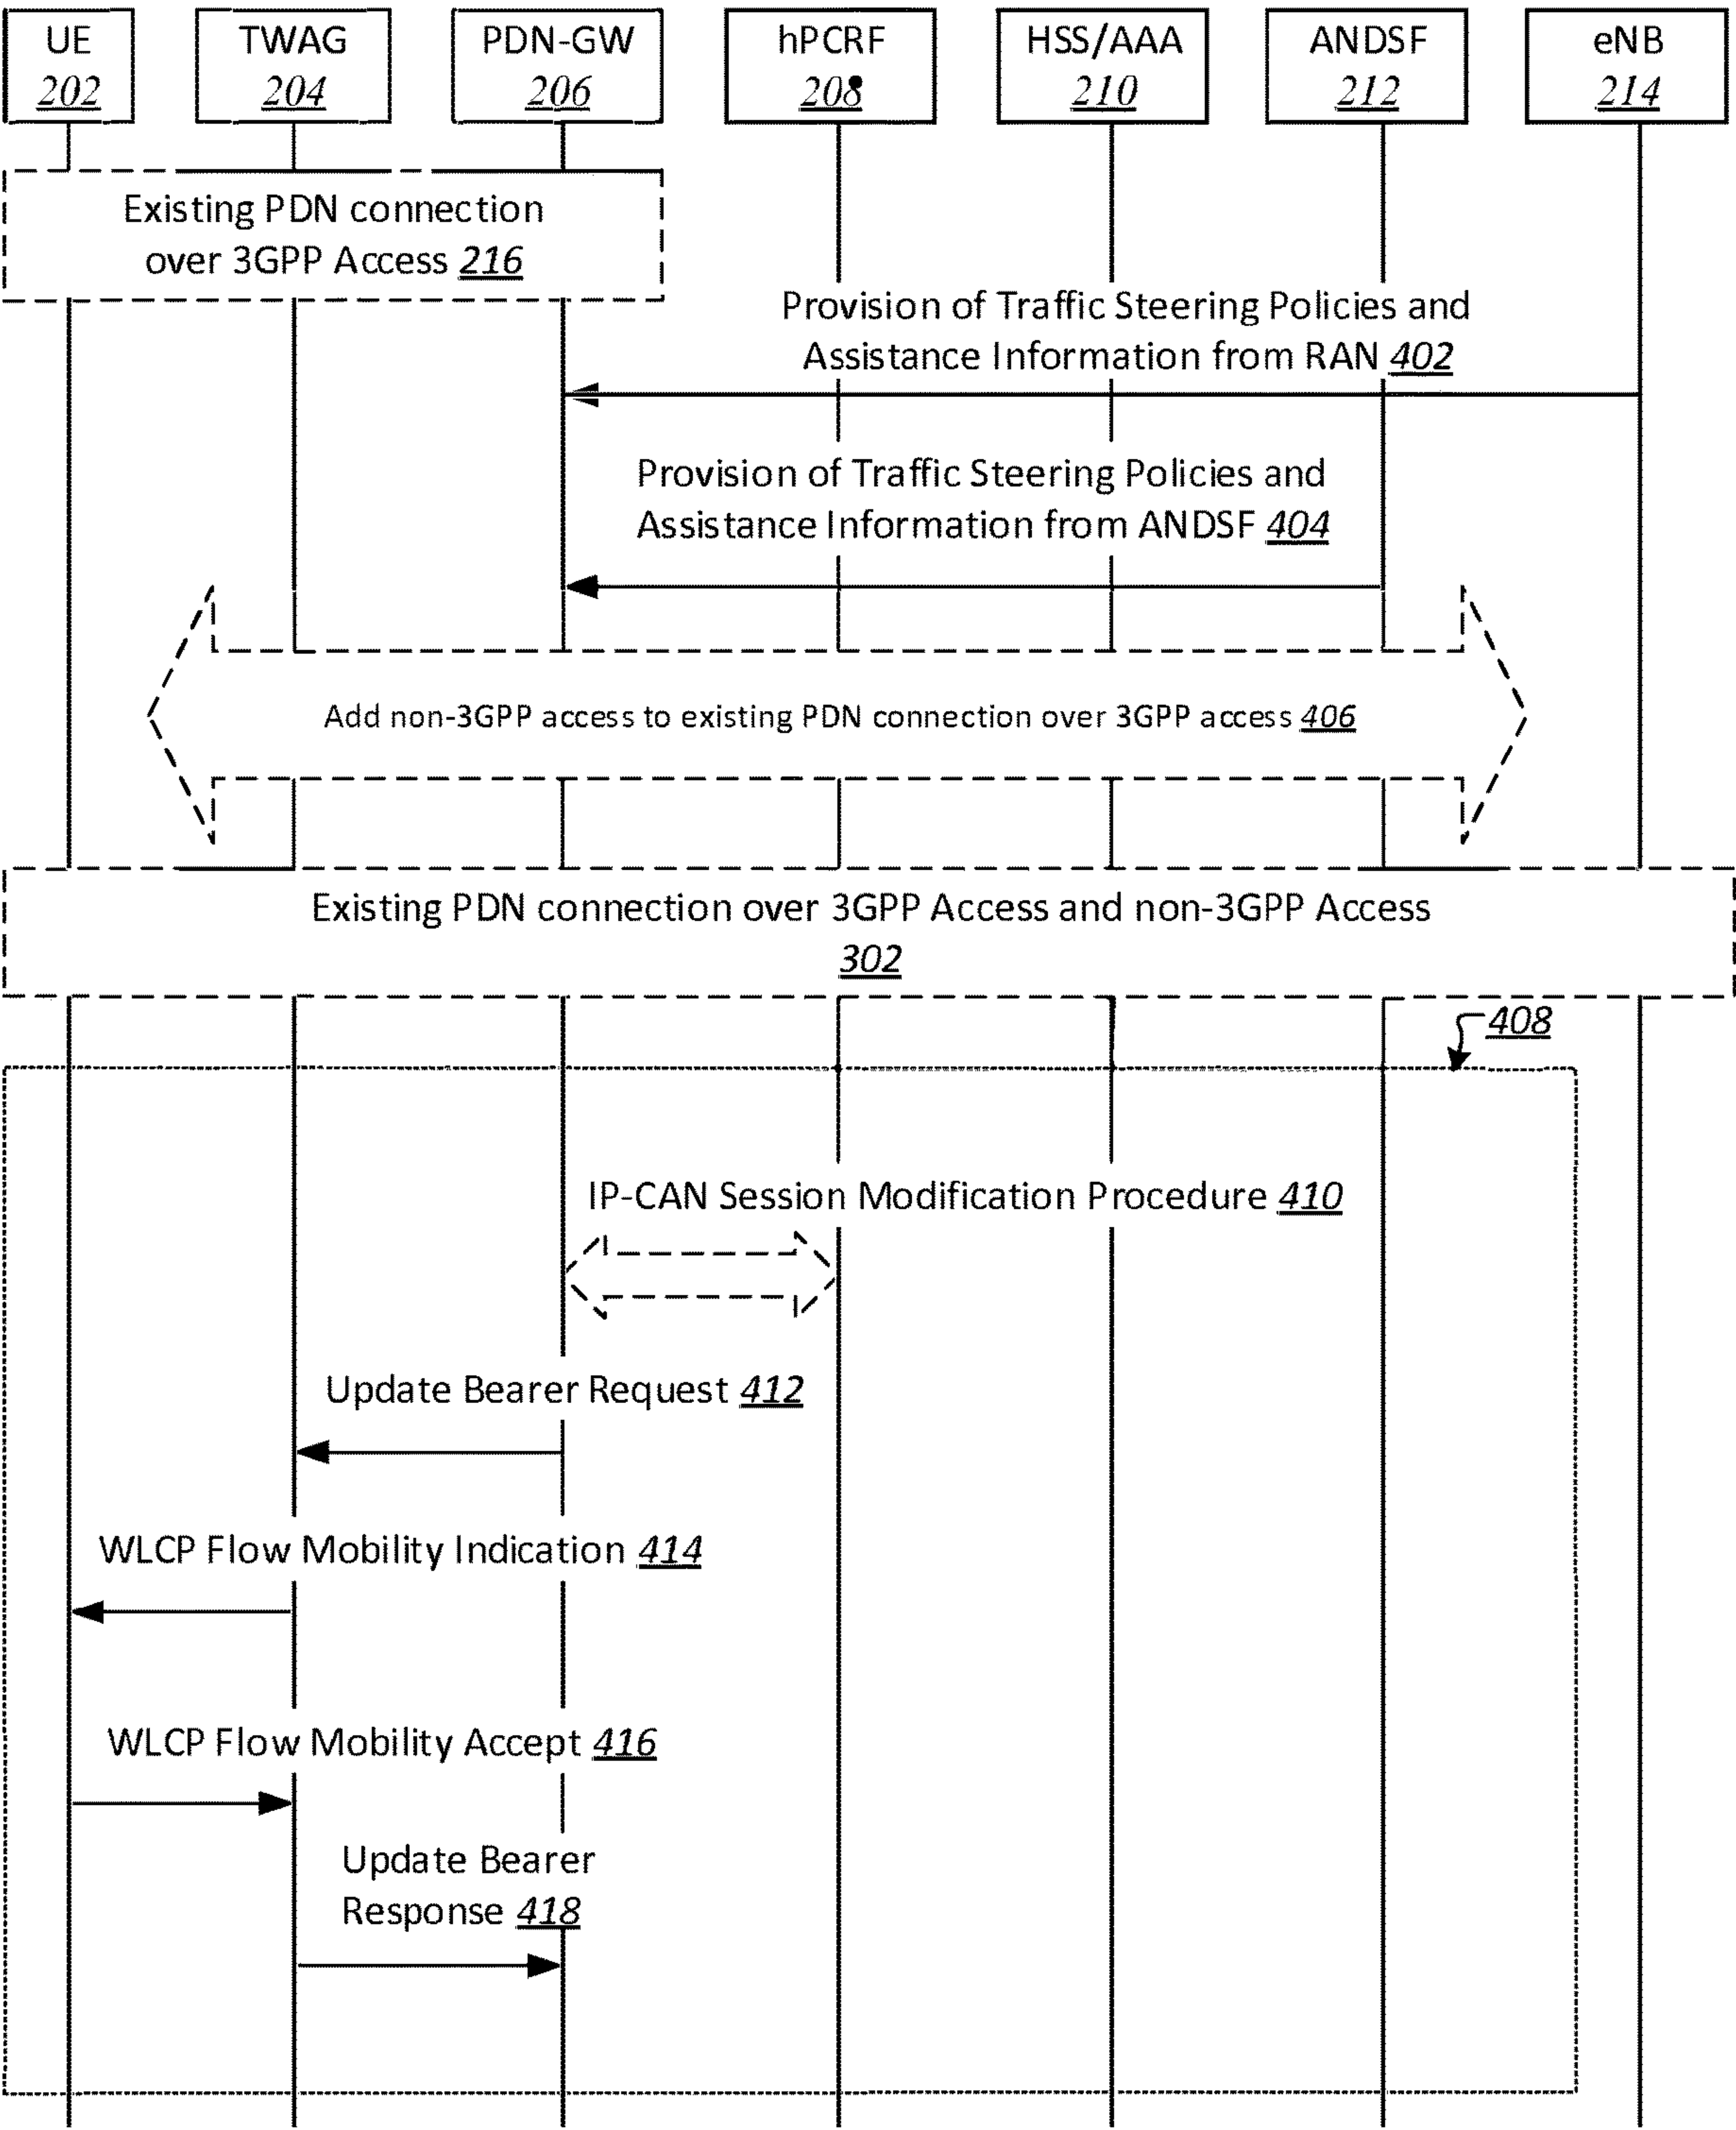 UE TWAG PDN-GW hPCRF HSS/AAA ANDSF eNB
202 204 206 208 210 212 214
Existing PDN connection
over 3GPP Access 216
Provision of Traffic Steering Policies and
Assistance Information from RAN 402
Provision of Traffic Steering Policies and
Assistance Information from ANDSF 404
Add non-3GPP access to existing PDN connection over 3GPP access 406
Existing PDN connection over 3GPP Access and non-3GPP Access
302
408
IP-CAN Session Modification Procedure 410
Update Bearer Request 412
WLCP Flow Mobility Indication 414
WLCP Flow Mobility Accept 416
Update Bearer
Response 418